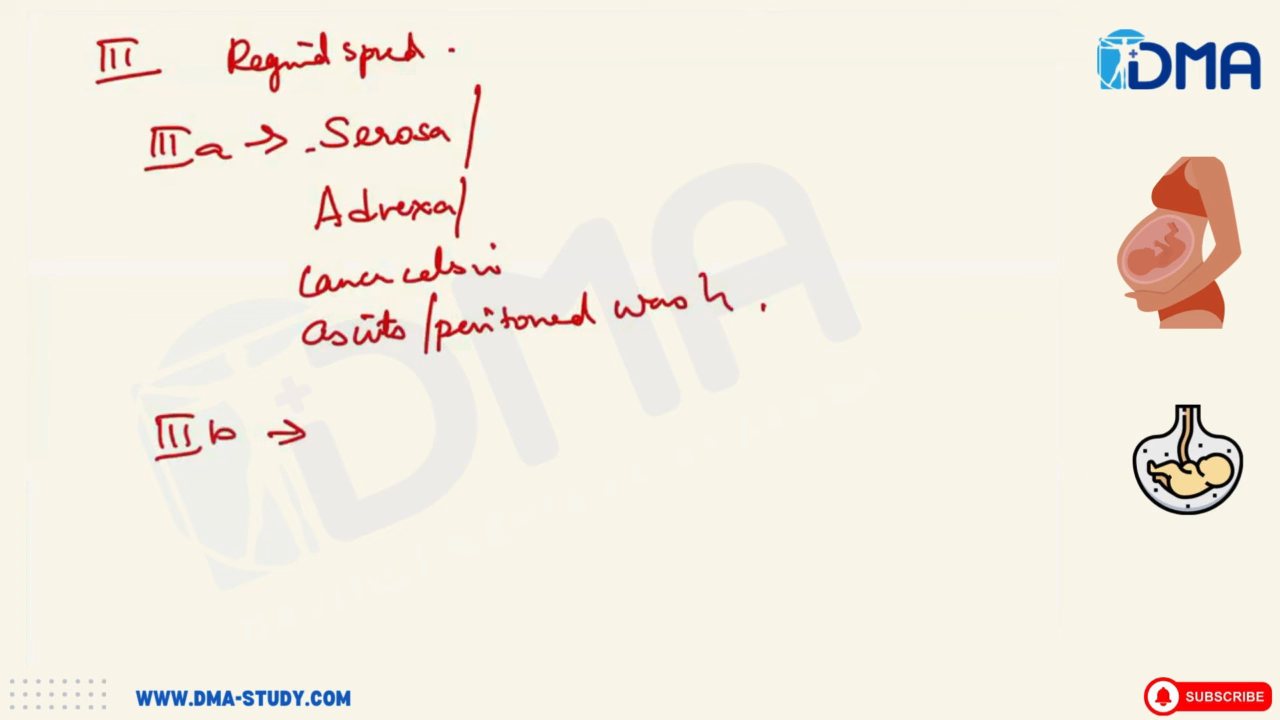 III Regional spread.
DMA
IIIa → Serosa/
Adnexa/
Cancer cells in
ascites/peritoneal wash.
IIIb →
DMA
WWW.DMA-STUDY.COM
SUBSCRIBE